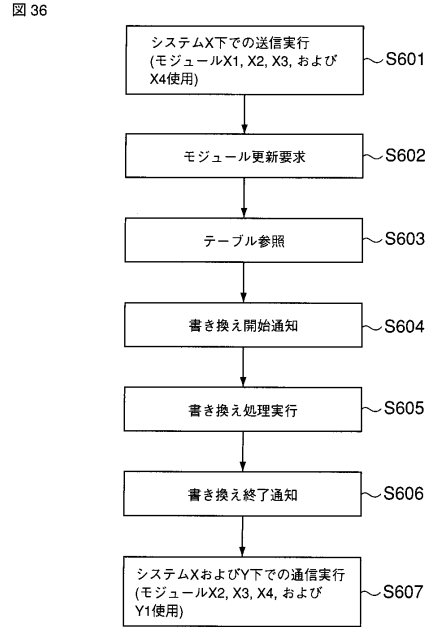 図 36
システムX下での送信実行
(モジュールX1, X2, X3, および
X4使用)
S601
モジュール更新要求
S602
テーブル参照
S603
書き換え開始通知
S604
書き換え処理実行
S605
書き換え終了通知
S606
システムXおよびY下での通信実行
(モジュールX2, X3, X4, および
Y1使用)
S607